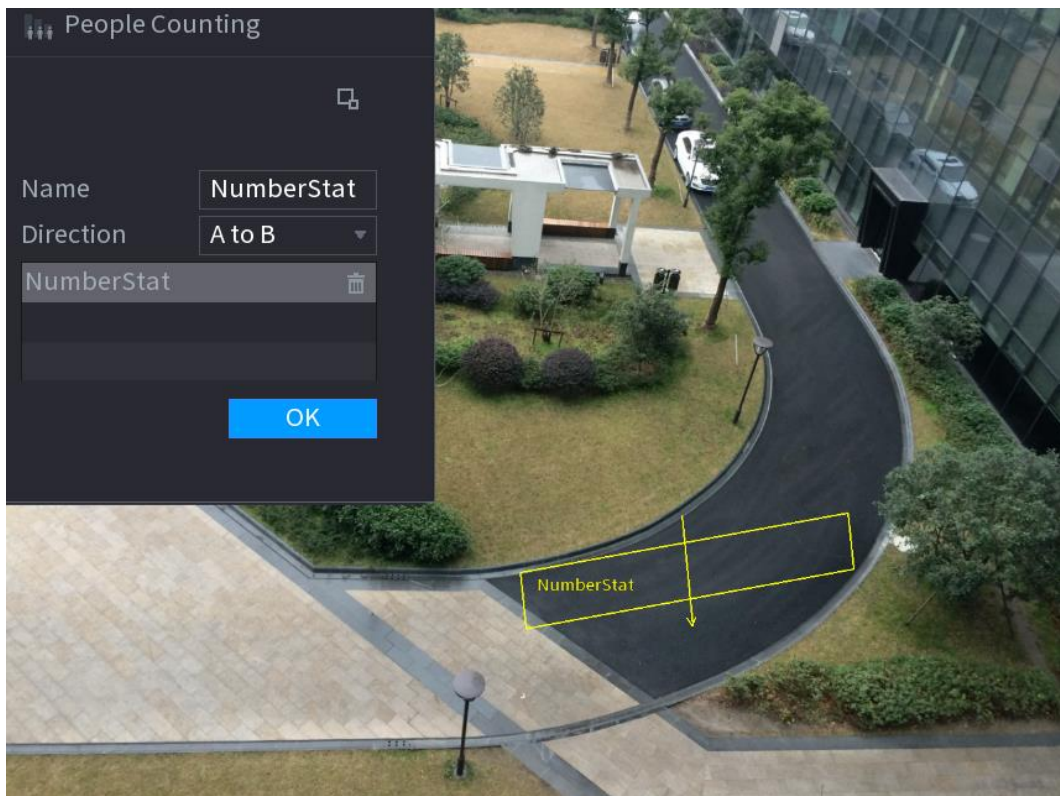 People Counting
Name
NumberStat
Direction
A to B
NumberStat
OK
NumberStat